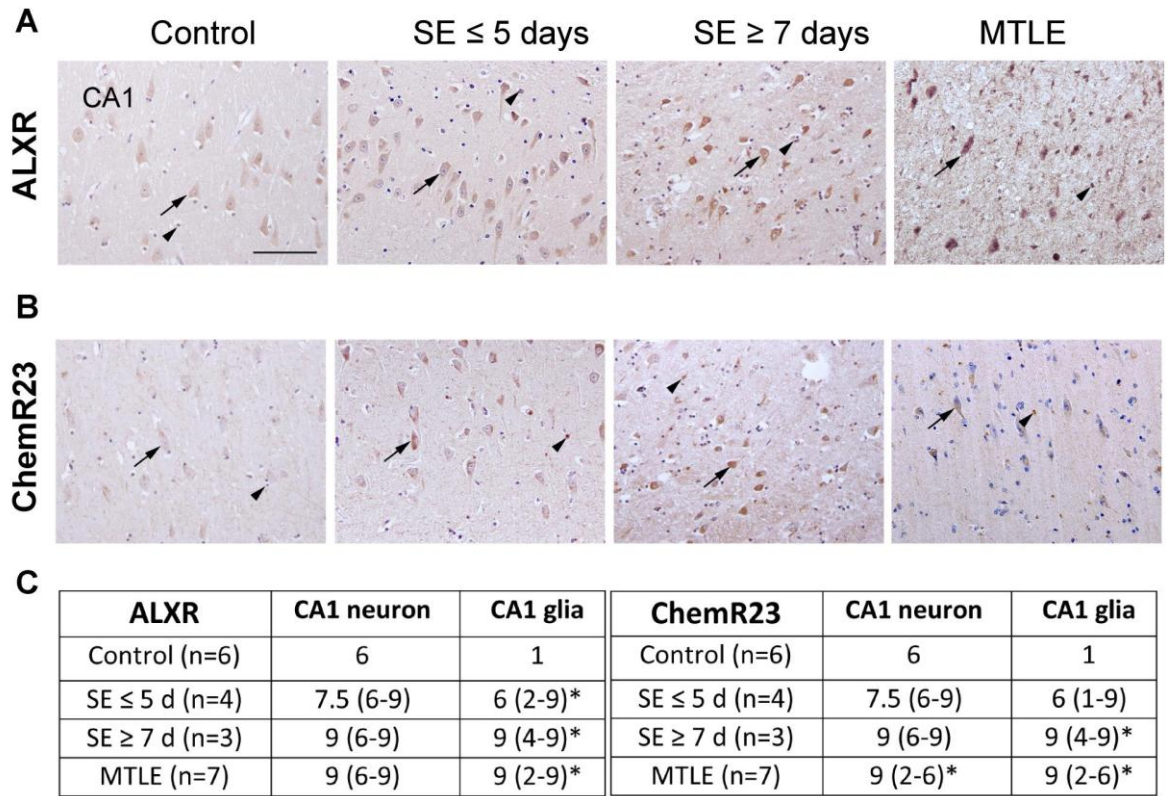 A
Control SE ≤ 5 days SE ≥ 7 days MTLE
ALXR
CA1
B
ChemR23
C
ALXR CA1 neuron CA1 glia ChemR23 CA1 neuron CA1 glia
Control (n=6) 6 1 Control (n=6) 6 1
SE ≤ 5 d (n=4) 7.5 (6-9) 6 (2-9)* SE ≤ 5 d (n=4) 7.5 (6-9) 6 (1-9)
SE ≥ 7 d (n=3) 9 (6-9) 9 (4-9)* SE ≥ 7 d (n=3) 9 (6-9) 9 (4-9)*
MTLE (n=7) 9 (6-9) 9 (2-9)* MTLE (n=7) 9 (2-6)* 9 (2-6)*